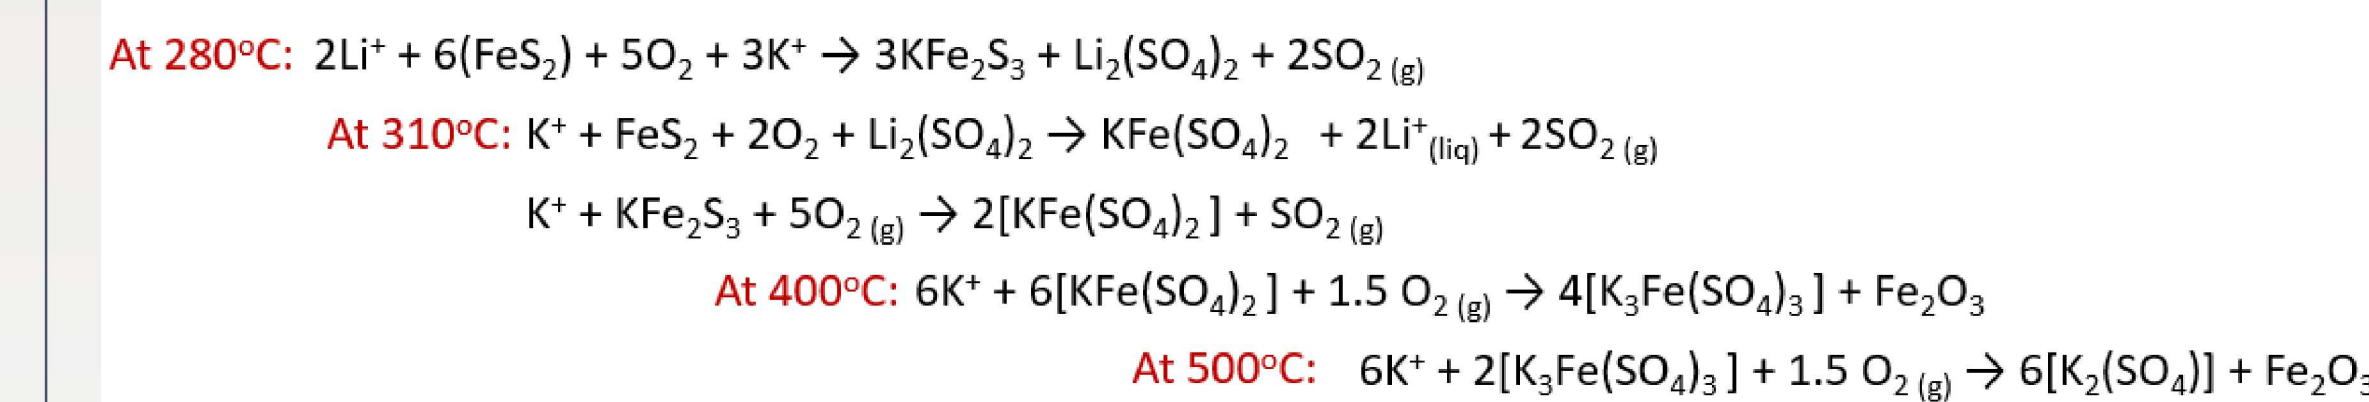 At 280°C: 2Li⁺ + 6(FeS₂) + 5O₂ + 3K⁺ → 3KFe₂S₃ + Li₂(SO₄)₂ + 2SO₂ (g)
At 310°C: K⁺ + FeS₂ + 2O₂ + Li₂(SO₄)₂ → KFe(SO₄)₂ + 2Li⁺(liq) + 2SO₂ (g)
K⁺ + KFe₂S₃ + 5O₂ (g) → 2[KFe(SO₄)₂] + SO₂ (g)
At 400°C: 6K⁺ + 6[KFe(SO₄)₂] + 1.5 O₂ (g) → 4[K₃Fe(SO₄)₃] + Fe₂O₃
At 500°C: 6K⁺ + 2[K₃Fe(SO₄)₃] + 1.5 O₂ (g) → 6[K₂(SO₄)] + Fe₂O₃